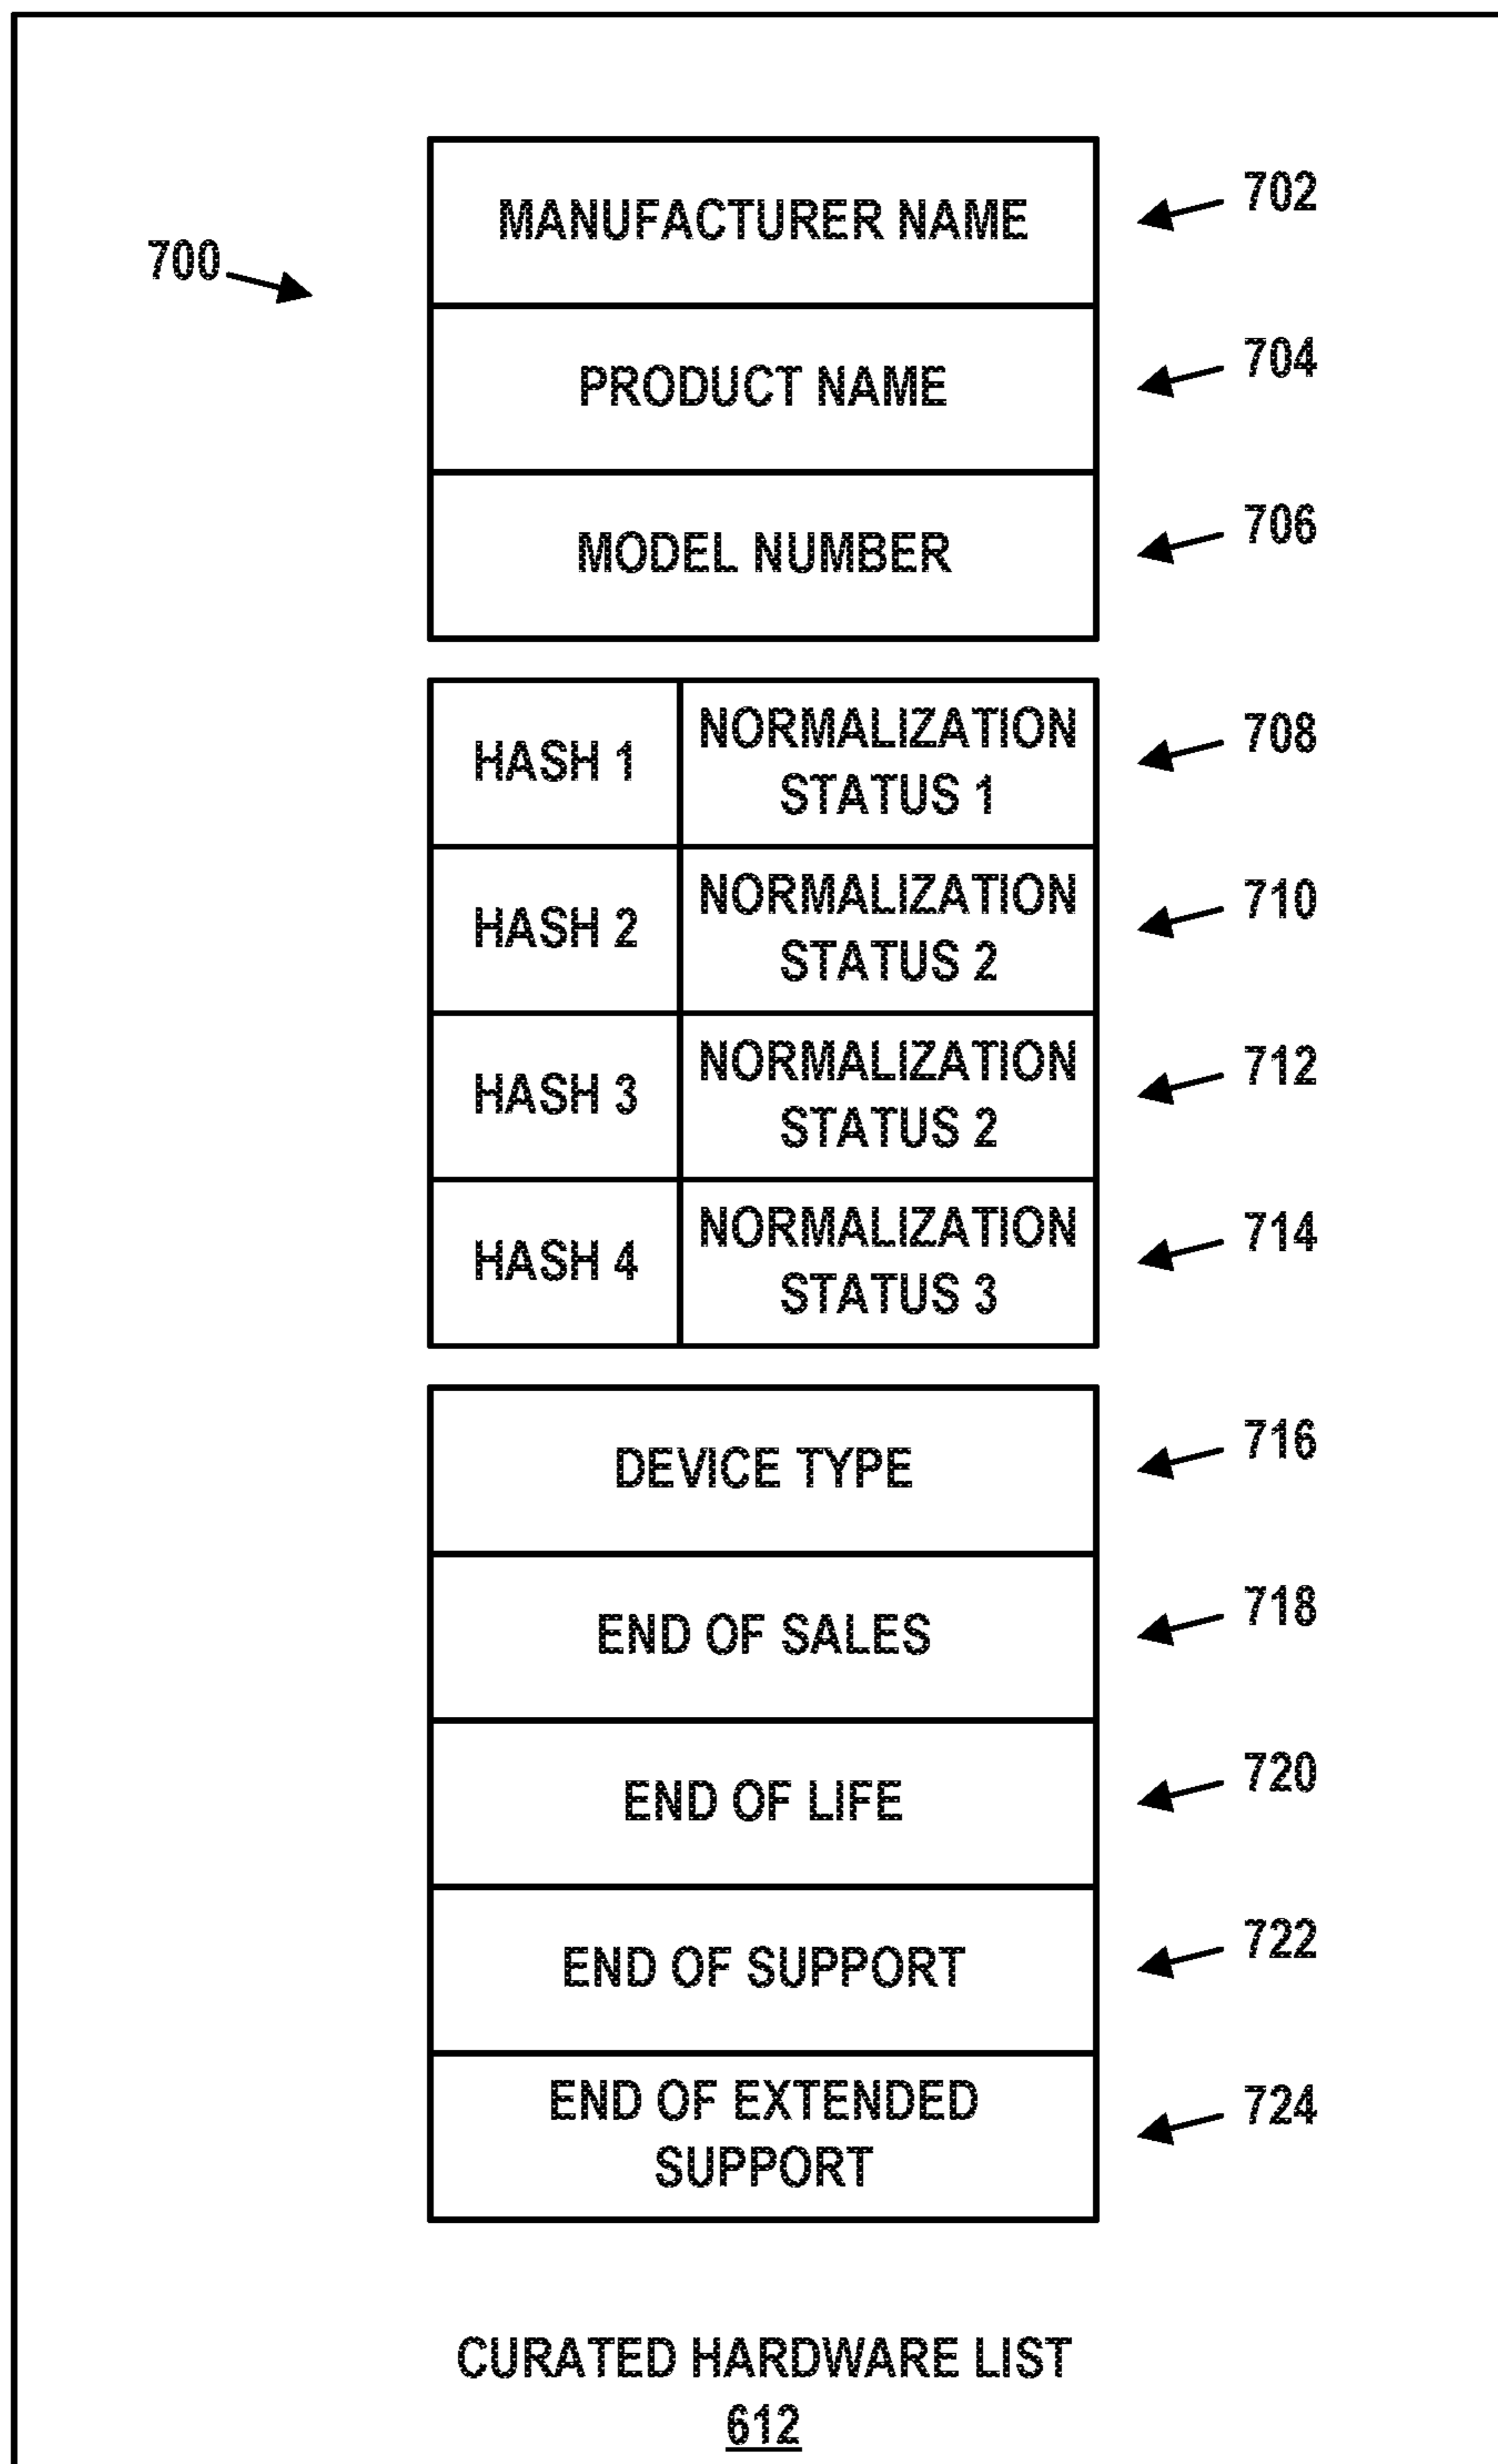 MANUFACTURER NAME
702
700
PRODUCT NAME
704
MODEL NUMBER
706
HASH 1
NORMALIZATION
STATUS 1
708
HASH 2
NORMALIZATION
STATUS 2
710
HASH 3
NORMALIZATION
STATUS 2
712
HASH 4
NORMALIZATION
STATUS 3
714
DEVICE TYPE
716
END OF SALES
718
END OF LIFE
720
END OF SUPPORT
722
END OF EXTENDED
SUPPORT
724
CURATED HARDWARE LIST
612